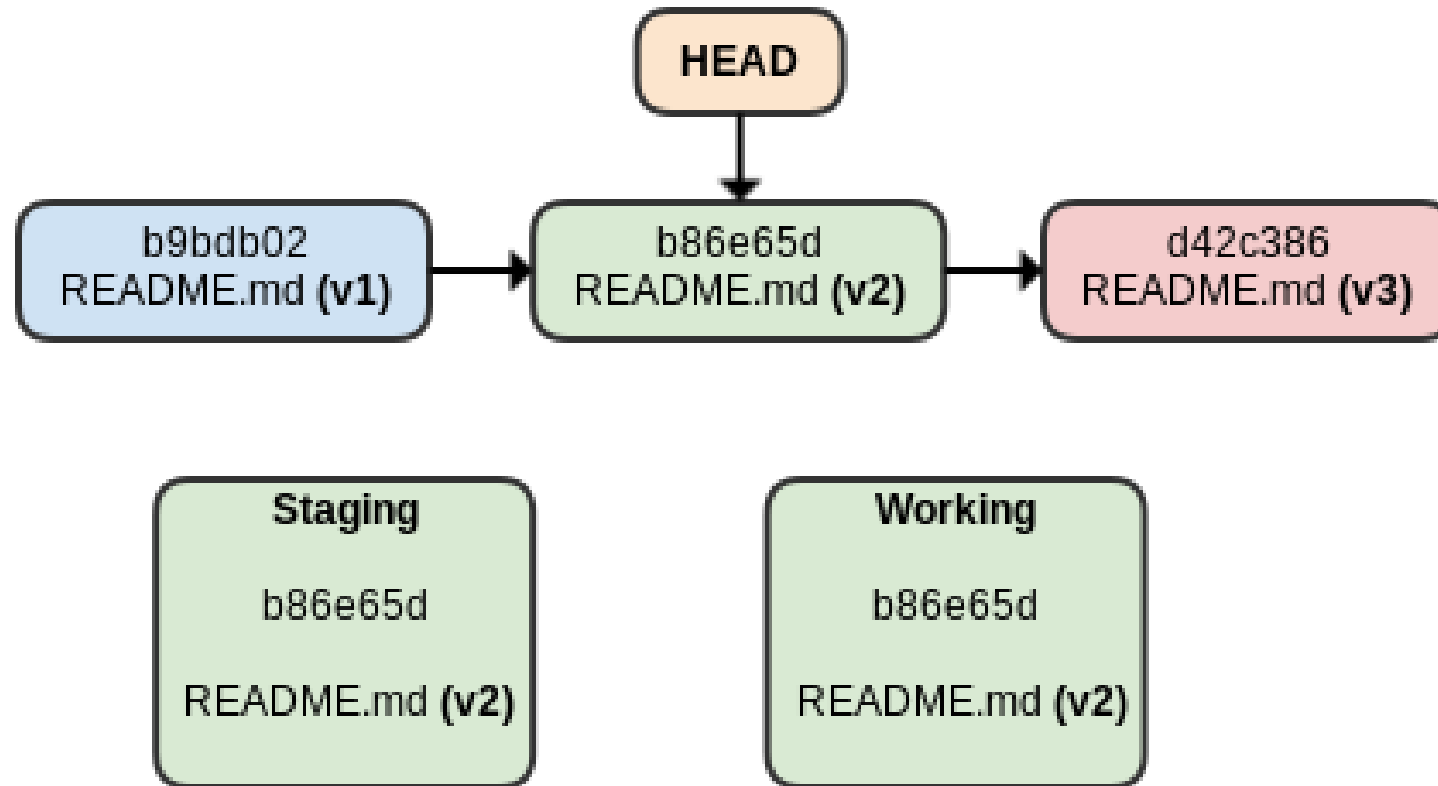 HEAD
b9bdb02
README.md (v1)
b86e65d
README.md (v2)
d42c386
README.md (v3)
Staging
b86e65d
README.md (v2)
Working
b86e65d
README.md (v2)